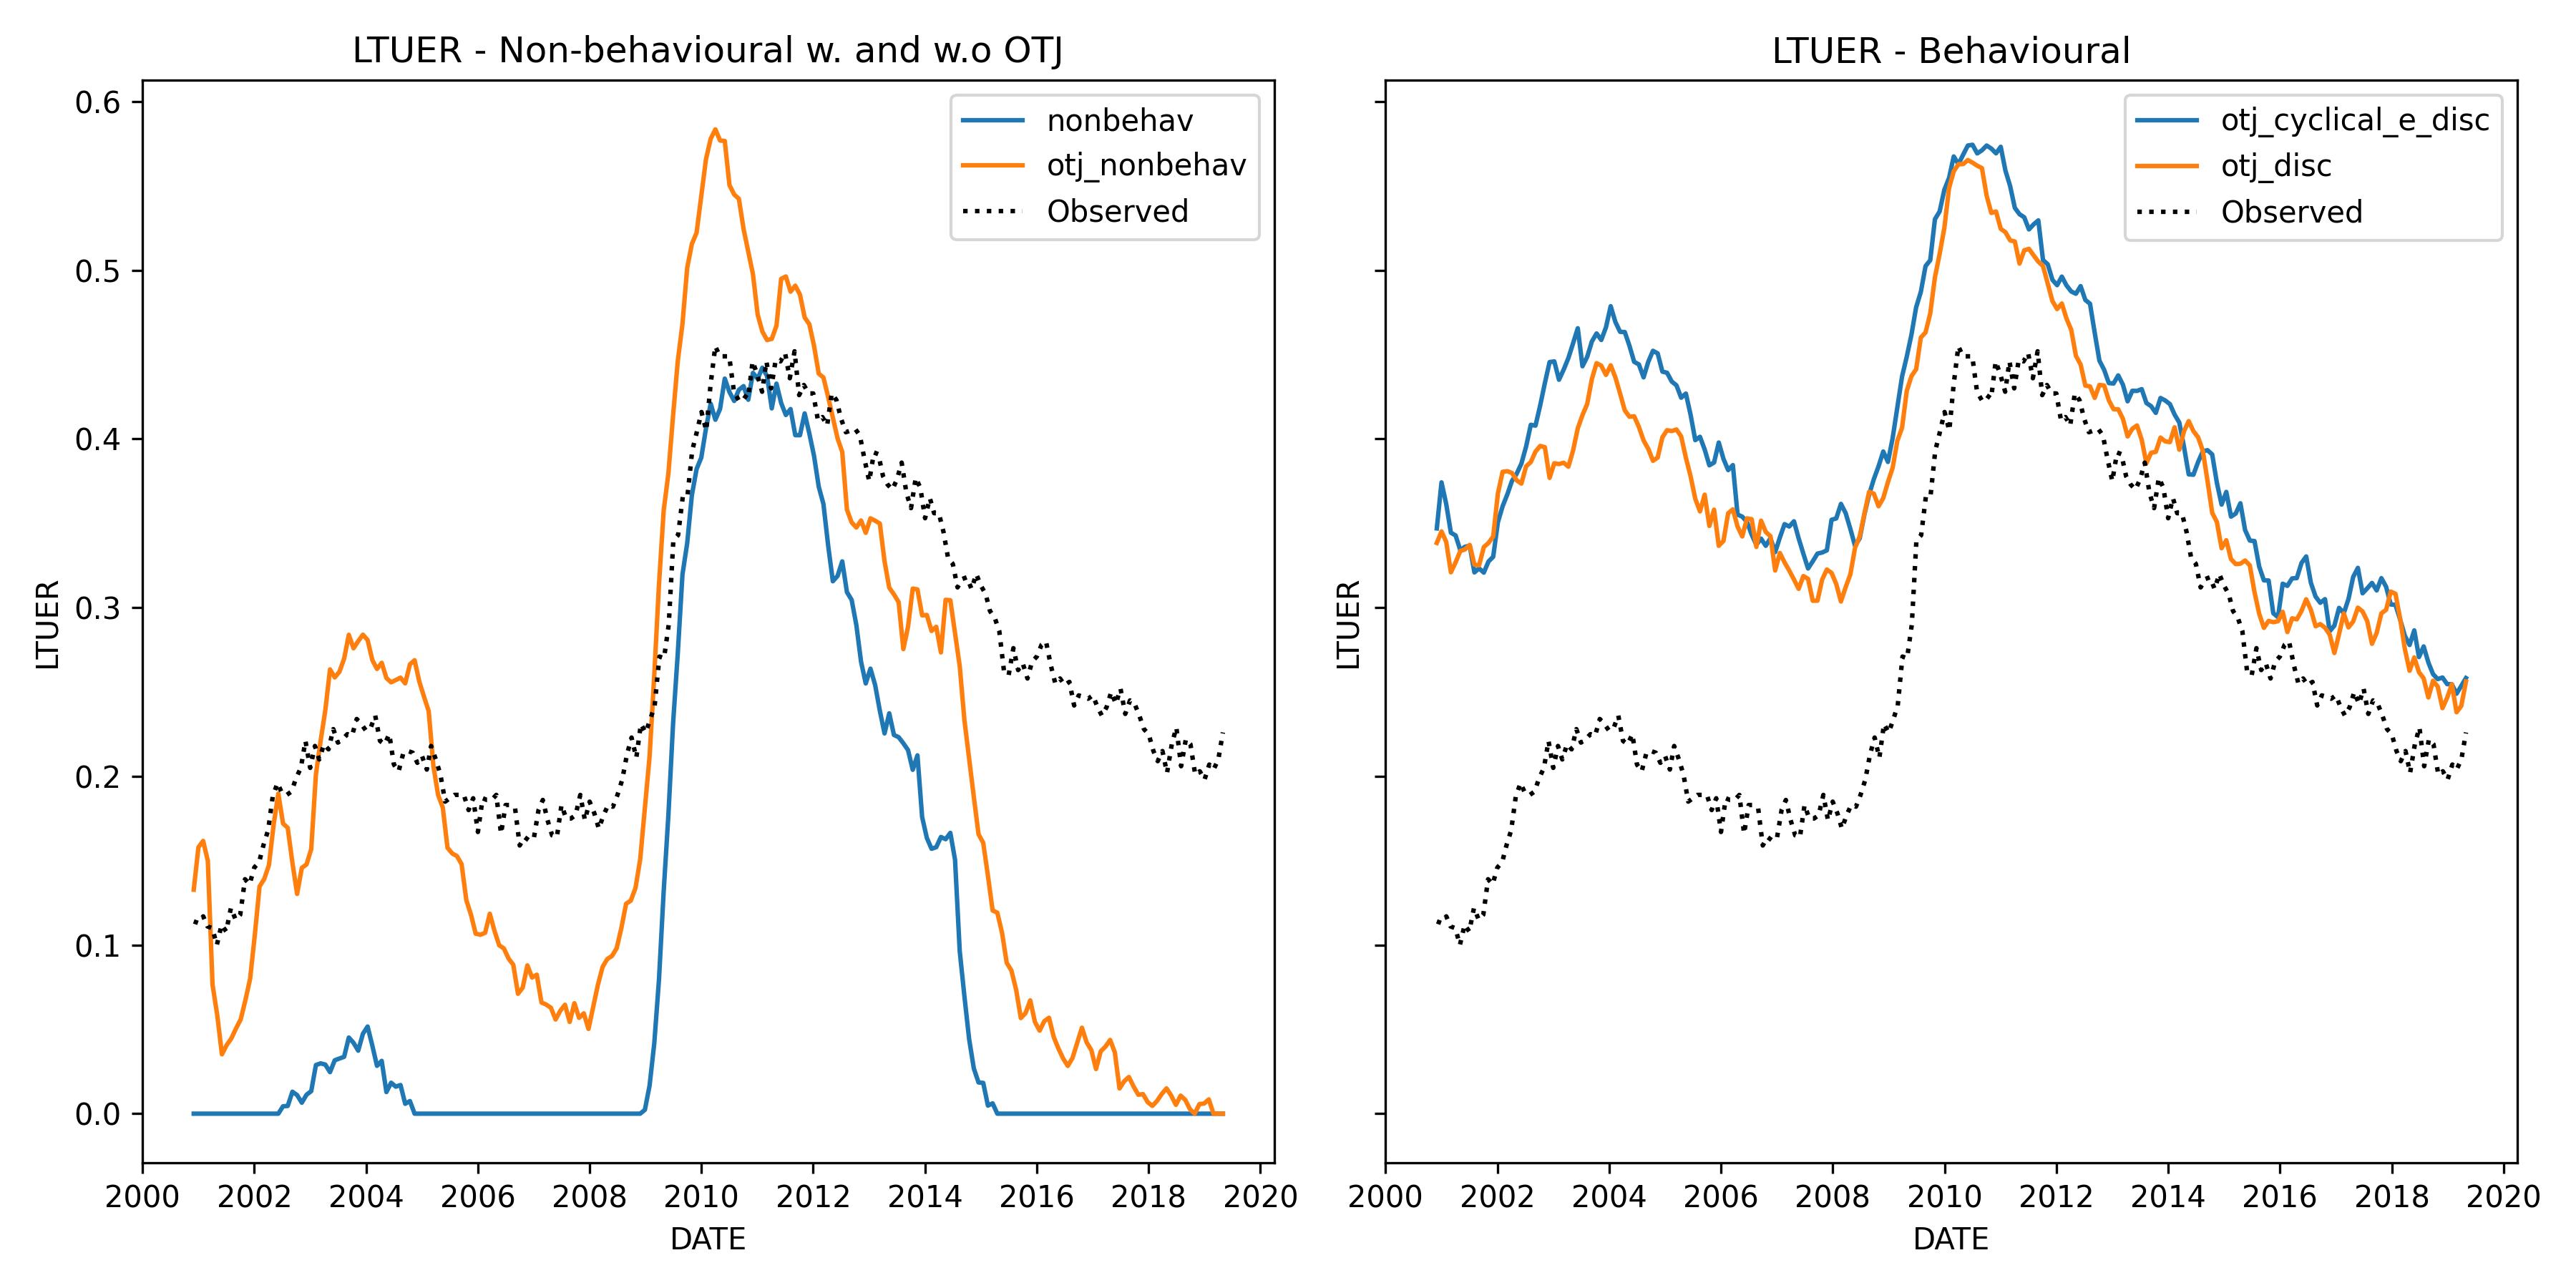 LTUER - Non-behavioural w. and w.o OTJ
nonbehav
otj_nonbehav
Observed
0.6
0.5
0.4
0.3
0.2
0.1
0.0
LTUER
2000 2002 2004 2006 2008 2010 2012 2014 2016 2018 2020
DATE
LTUER - Behavioural
otj_cyclical_e_disc
otj_disc
Observed
LTUER
2000 2002 2004 2006 2008 2010 2012 2014 2016 2018 2020
DATE